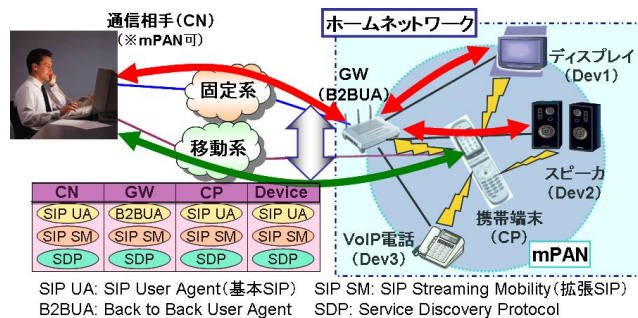 通信相手(CN)
(※mPAN可)
ホームネットワーク
GW
(B2BUA)
ディスプレイ
(Dev1)
固定系
移動系
スピーカ
(Dev2)
携帯端末
(CP)
VoIP電話
(Dev3)
mPAN
CN GW CP Device
SIP UA B2BUA SIP UA SIP UA
SIP SM SIP SM SIP SM SIP SM
SDP SDP SDP SDP
SIP UA: SIP User Agent(基本SIP) SIP SM: SIP Streaming Mobility(拡張SIP)
B2BUA: Back to Back User Agent SDP: Service Discovery Protocol